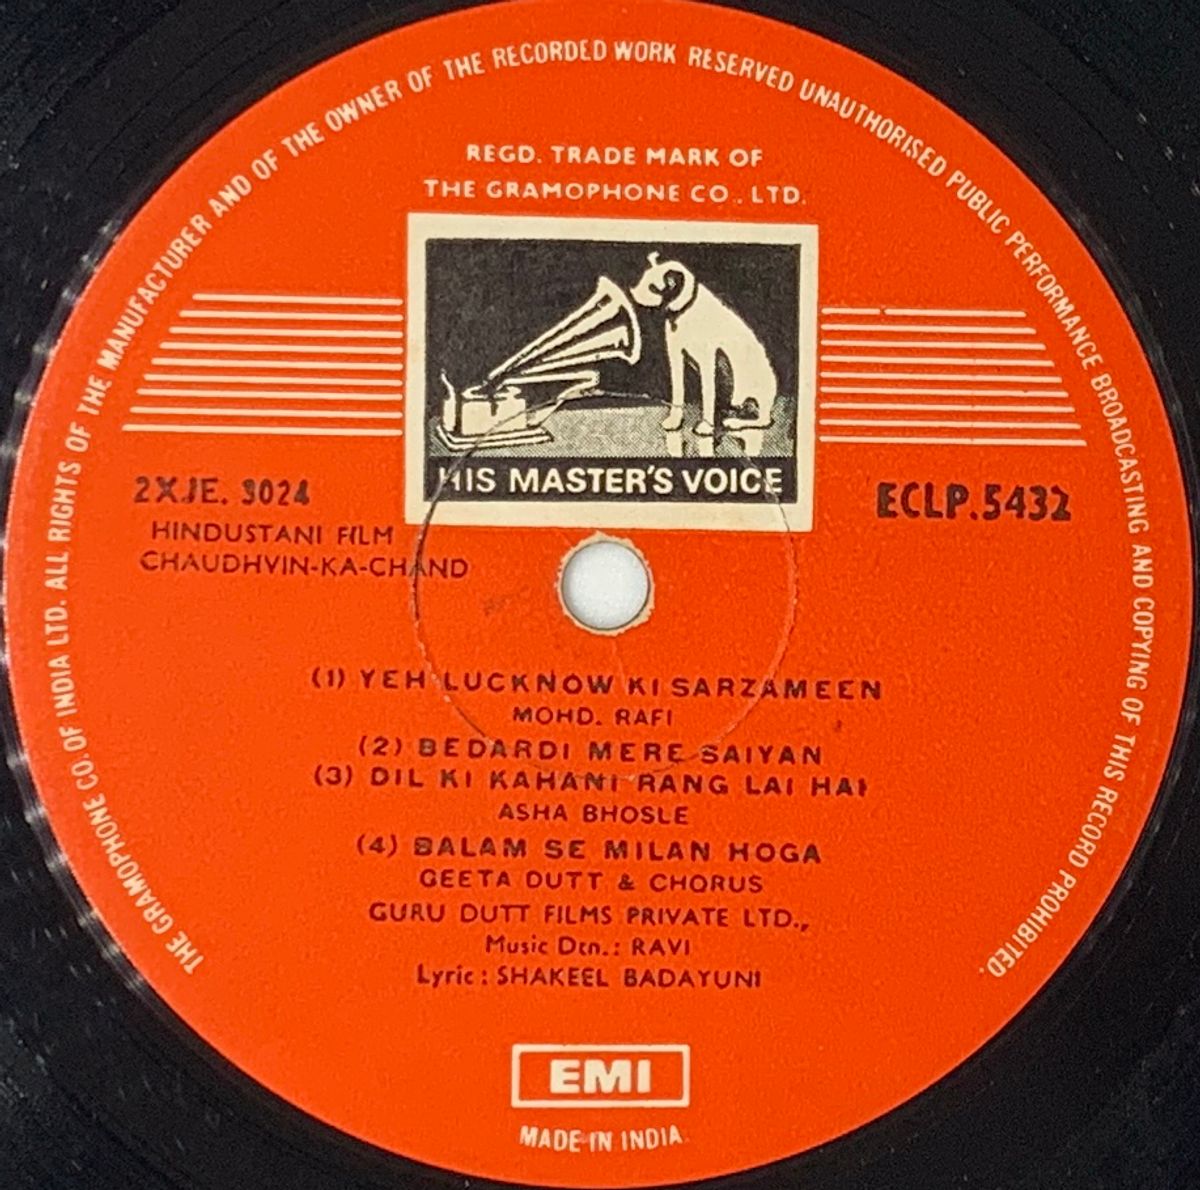 THE GRAMOPHONE CO. OF INDIA LTD. ALL RIGHTS OF THE MANUFACTURER AND OF THE OWNER OF THE RECORDED WORK RESERVED UNAUTHORISED PUBLIC PERFORMANCE BROADCASTING AND COPYING OF THIS RECORD PROHIBITED.
REGD. TRADE MARK OF
THE GRAMOPHONE CO., LTD.
HIS MASTER'S VOICE
2XJE. 3024
ECLP.5432
HINDUSTANI FILM
CHAUDHVIN-KA-CHAND
(1) YEH LUCKNOW KI SARZAMEEN
MOHD. RAFI
(2) BEDARDI MERE SAIYAN
(3) DIL KI KAHANI RANG LAI HAI
ASHA BHOSLE
(4) BALAM SE MILAN HOGA
GEETA DUTT & CHORUS
GURU DUTT FILMS PRIVATE LTD.,
Music Dtn.: RAVI
Lyric: SHAKEEL BADAYUNI
EMI
MADE IN INDIA